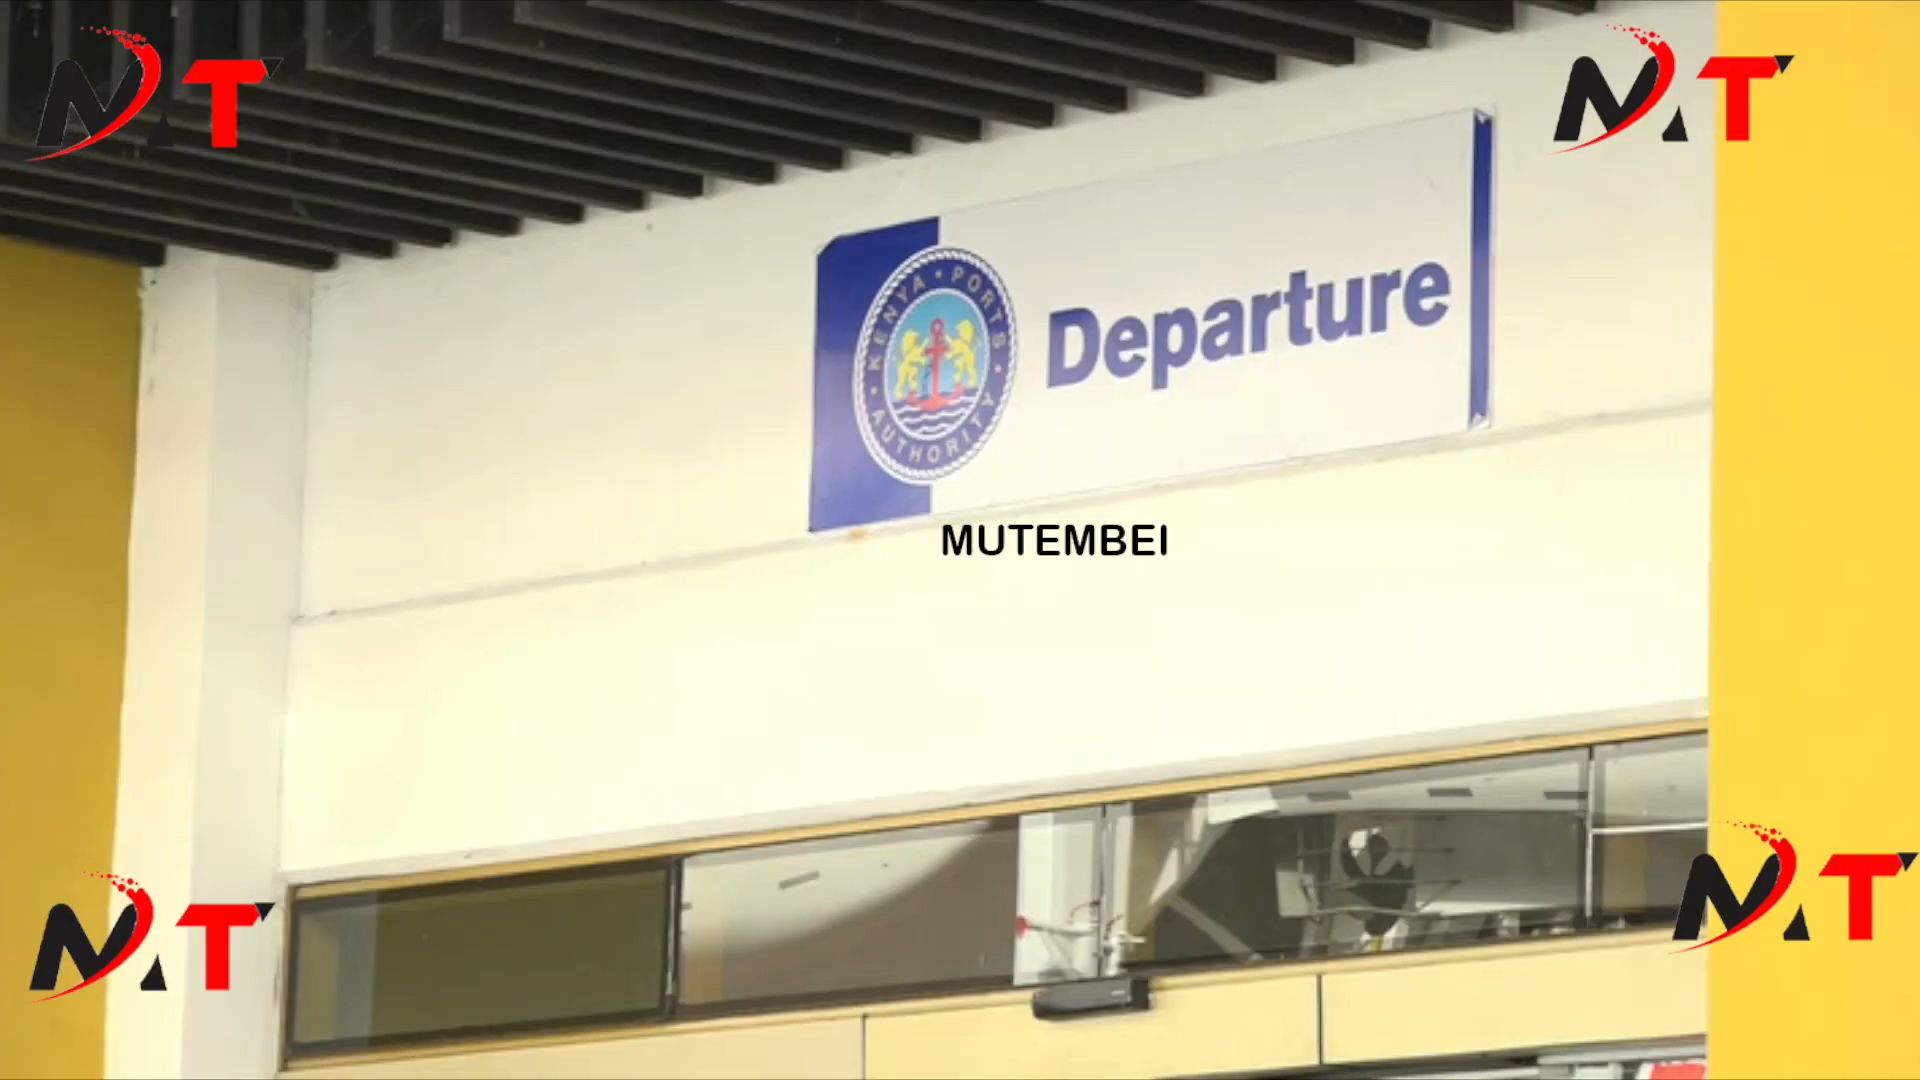 MT
MT
KENYA • PORTS • AUTHORITY •
Departure
MUTEMBEI
MT
MT